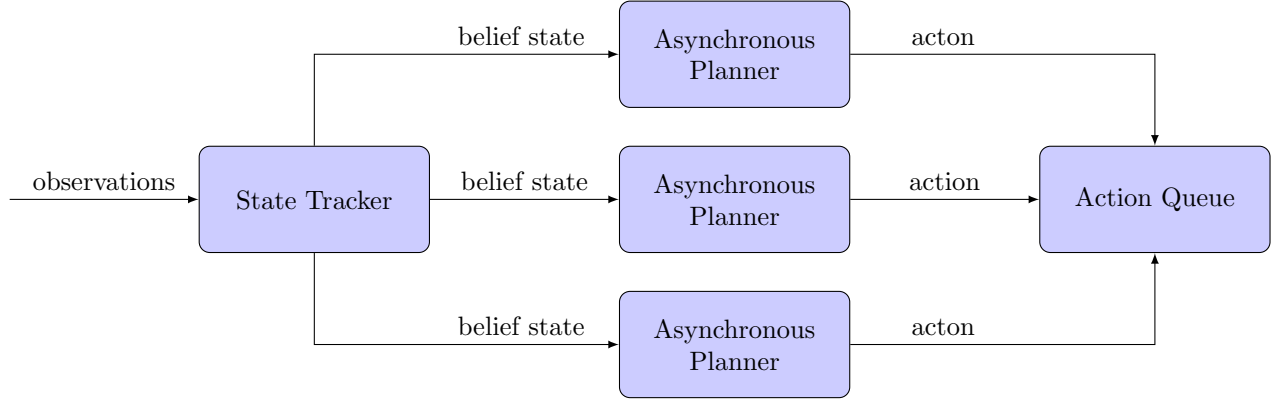 belief state
Asynchronous
Planner
acton
observations
State Tracker
belief state
Asynchronous
Planner
action
Action Queue
belief state
Asynchronous
Planner
acton